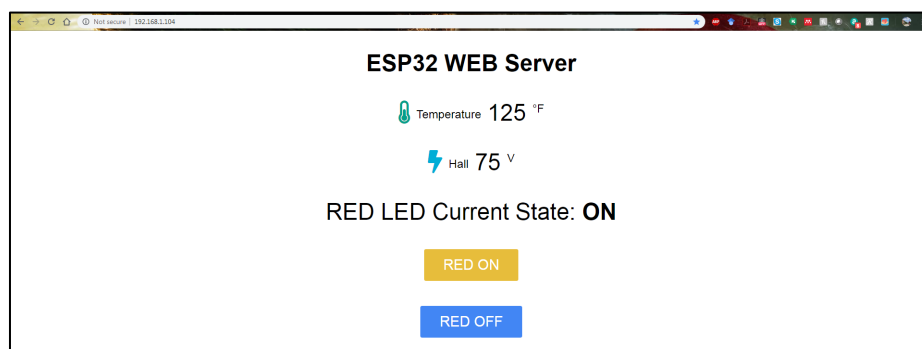 Not secure | 192.168.1.104
ESP32 WEB Server
Temperature 125 °F
Hall 75 V
RED LED Current State: ON
RED ON
RED OFF